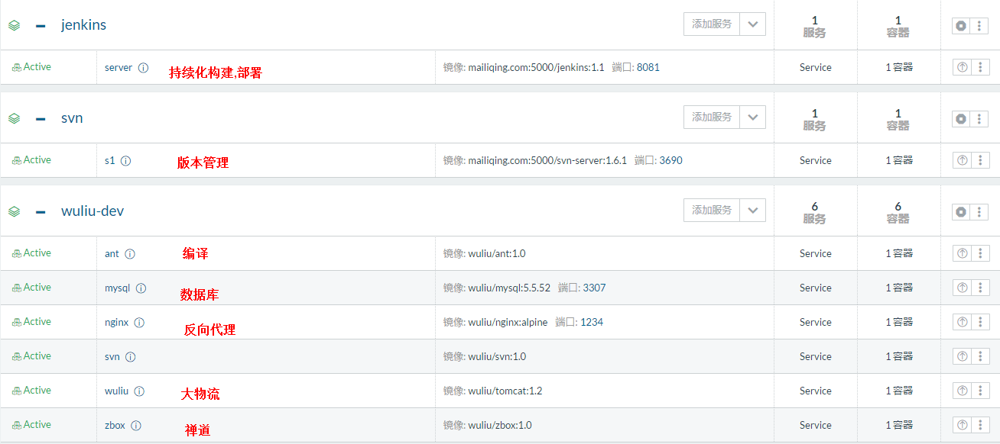 jenkins 添加服务 1 服务 1 容器
Active server 持续化构建,部署 镜像: mailiqing.com:5000/jenkins:1.1 端口: 8081 Service 1 容器
svn 添加服务 1 服务 1 容器
Active s1 版本管理 镜像: mailiqing.com:5000/svn-server:1.6.1 端口: 3690 Service 1 容器
wuliu-dev 添加服务 6 服务 6 容器
Active ant 编译 镜像: wuliu/ant:1.0 Service 1 容器
Active mysql 数据库 镜像: wuliu/mysql:5.5.52 端口: 3307 Service 1 容器
Active nginx 反向代理 镜像: wuliu/nginx:alpine 端口: 1234 Service 1 容器
Active svn 镜像: wuliu/svn:1.0 Service 1 容器
Active wuliu 大物流 镜像: wuliu/tomcat:1.2 Service 1 容器
Active zbox 禅道 镜像: wuliu/zbox:1.0 Service 1 容器